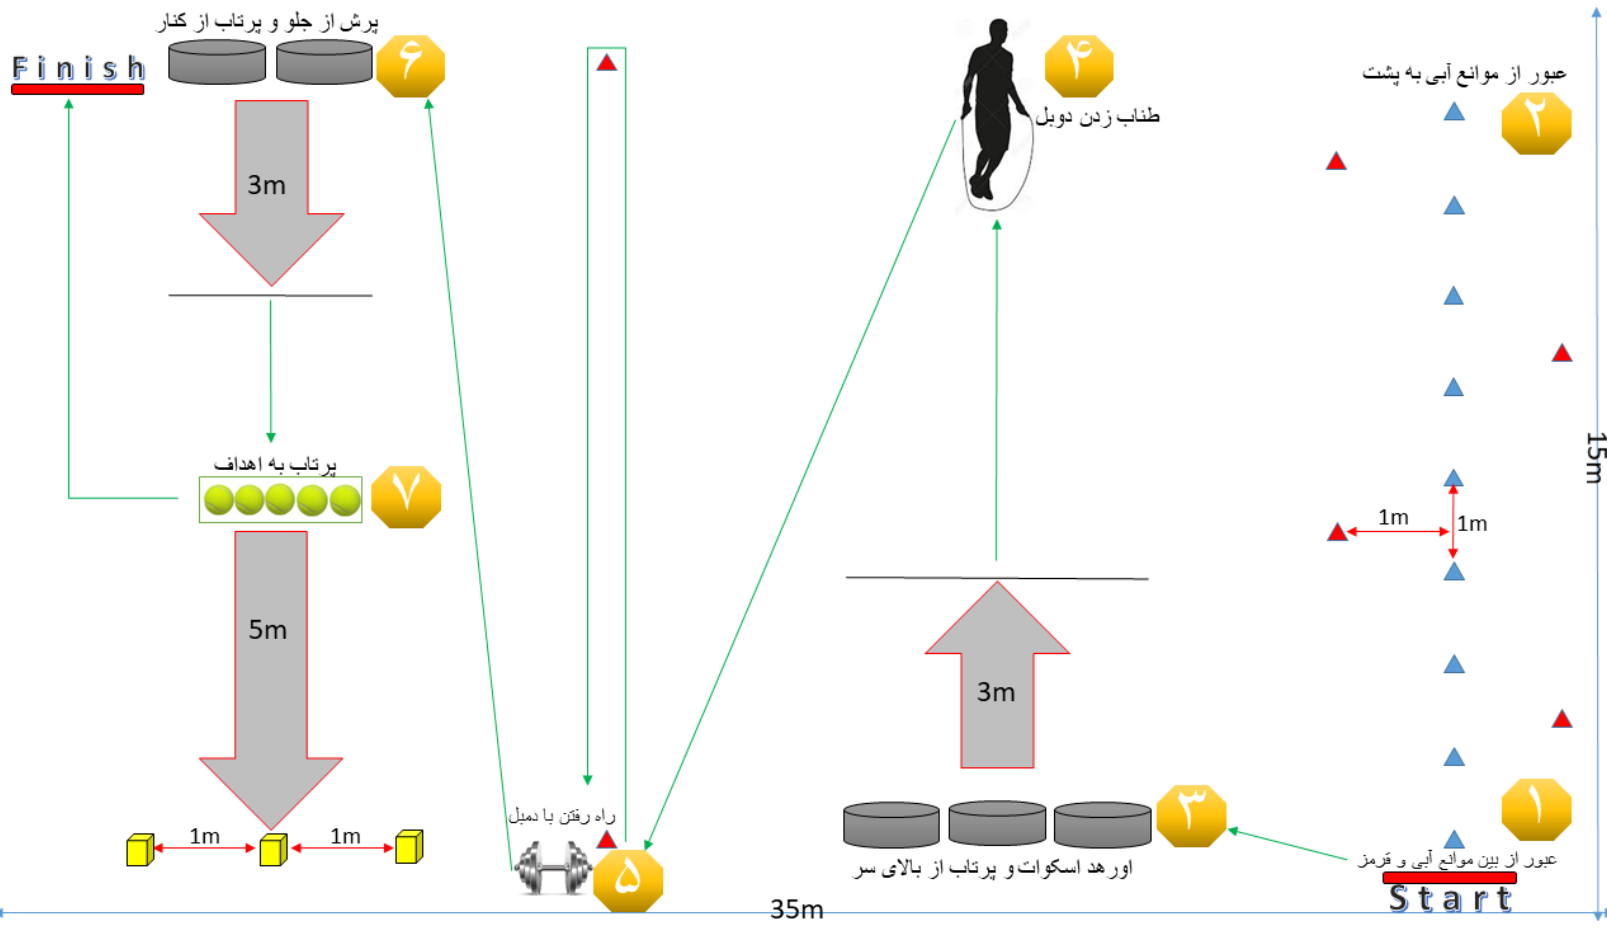 پرش از جلو و پرتاب از کنار
۶
Finish
3m
پرتاب به اهداف
۷
5m
1m
1m
راه رفتن با دمبل
۵
۴
طناب زدن دوبل
3m
۳
اورهد اسکوات و پرتاب از بالای سر
عبور از موانع آبی به پشت
۲
1m
1m
۱
عبور از بین موانع آبی و قرمز
Start
15m
35m